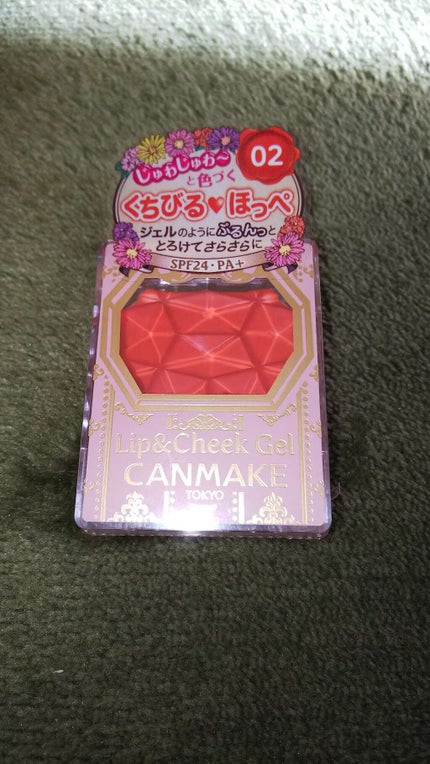 02
じゅわじゅわ〜
と色づく
くちびる♥ほっぺ
ジェルのようにぷるんっと
とろけてさらさらに
SPF24・PA+
Lip&Cheek Gel
CANMAKE
TOKYO